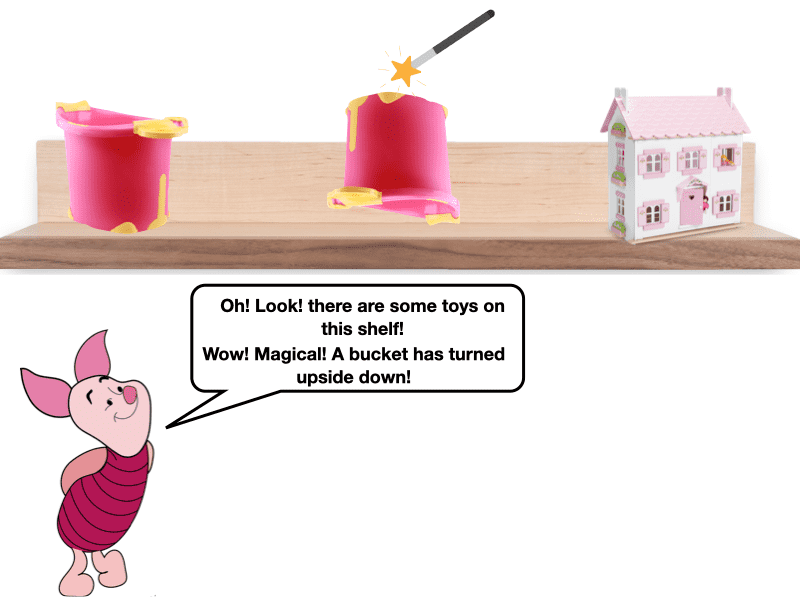 Oh! Look! there are some toys on
this shelf!
Wow! Magical! A bucket has turned
upside down!